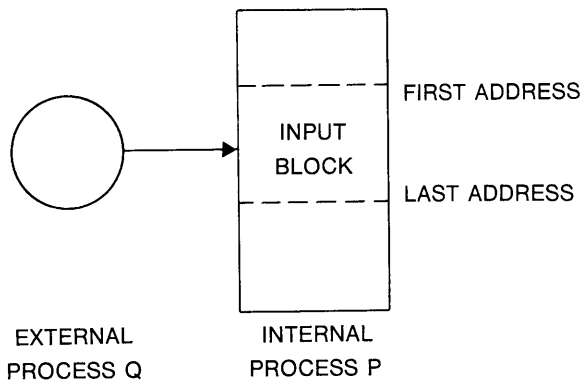 FIRST ADDRESS
INPUT
BLOCK
LAST ADDRESS
EXTERNAL
PROCESS Q
INTERNAL
PROCESS P